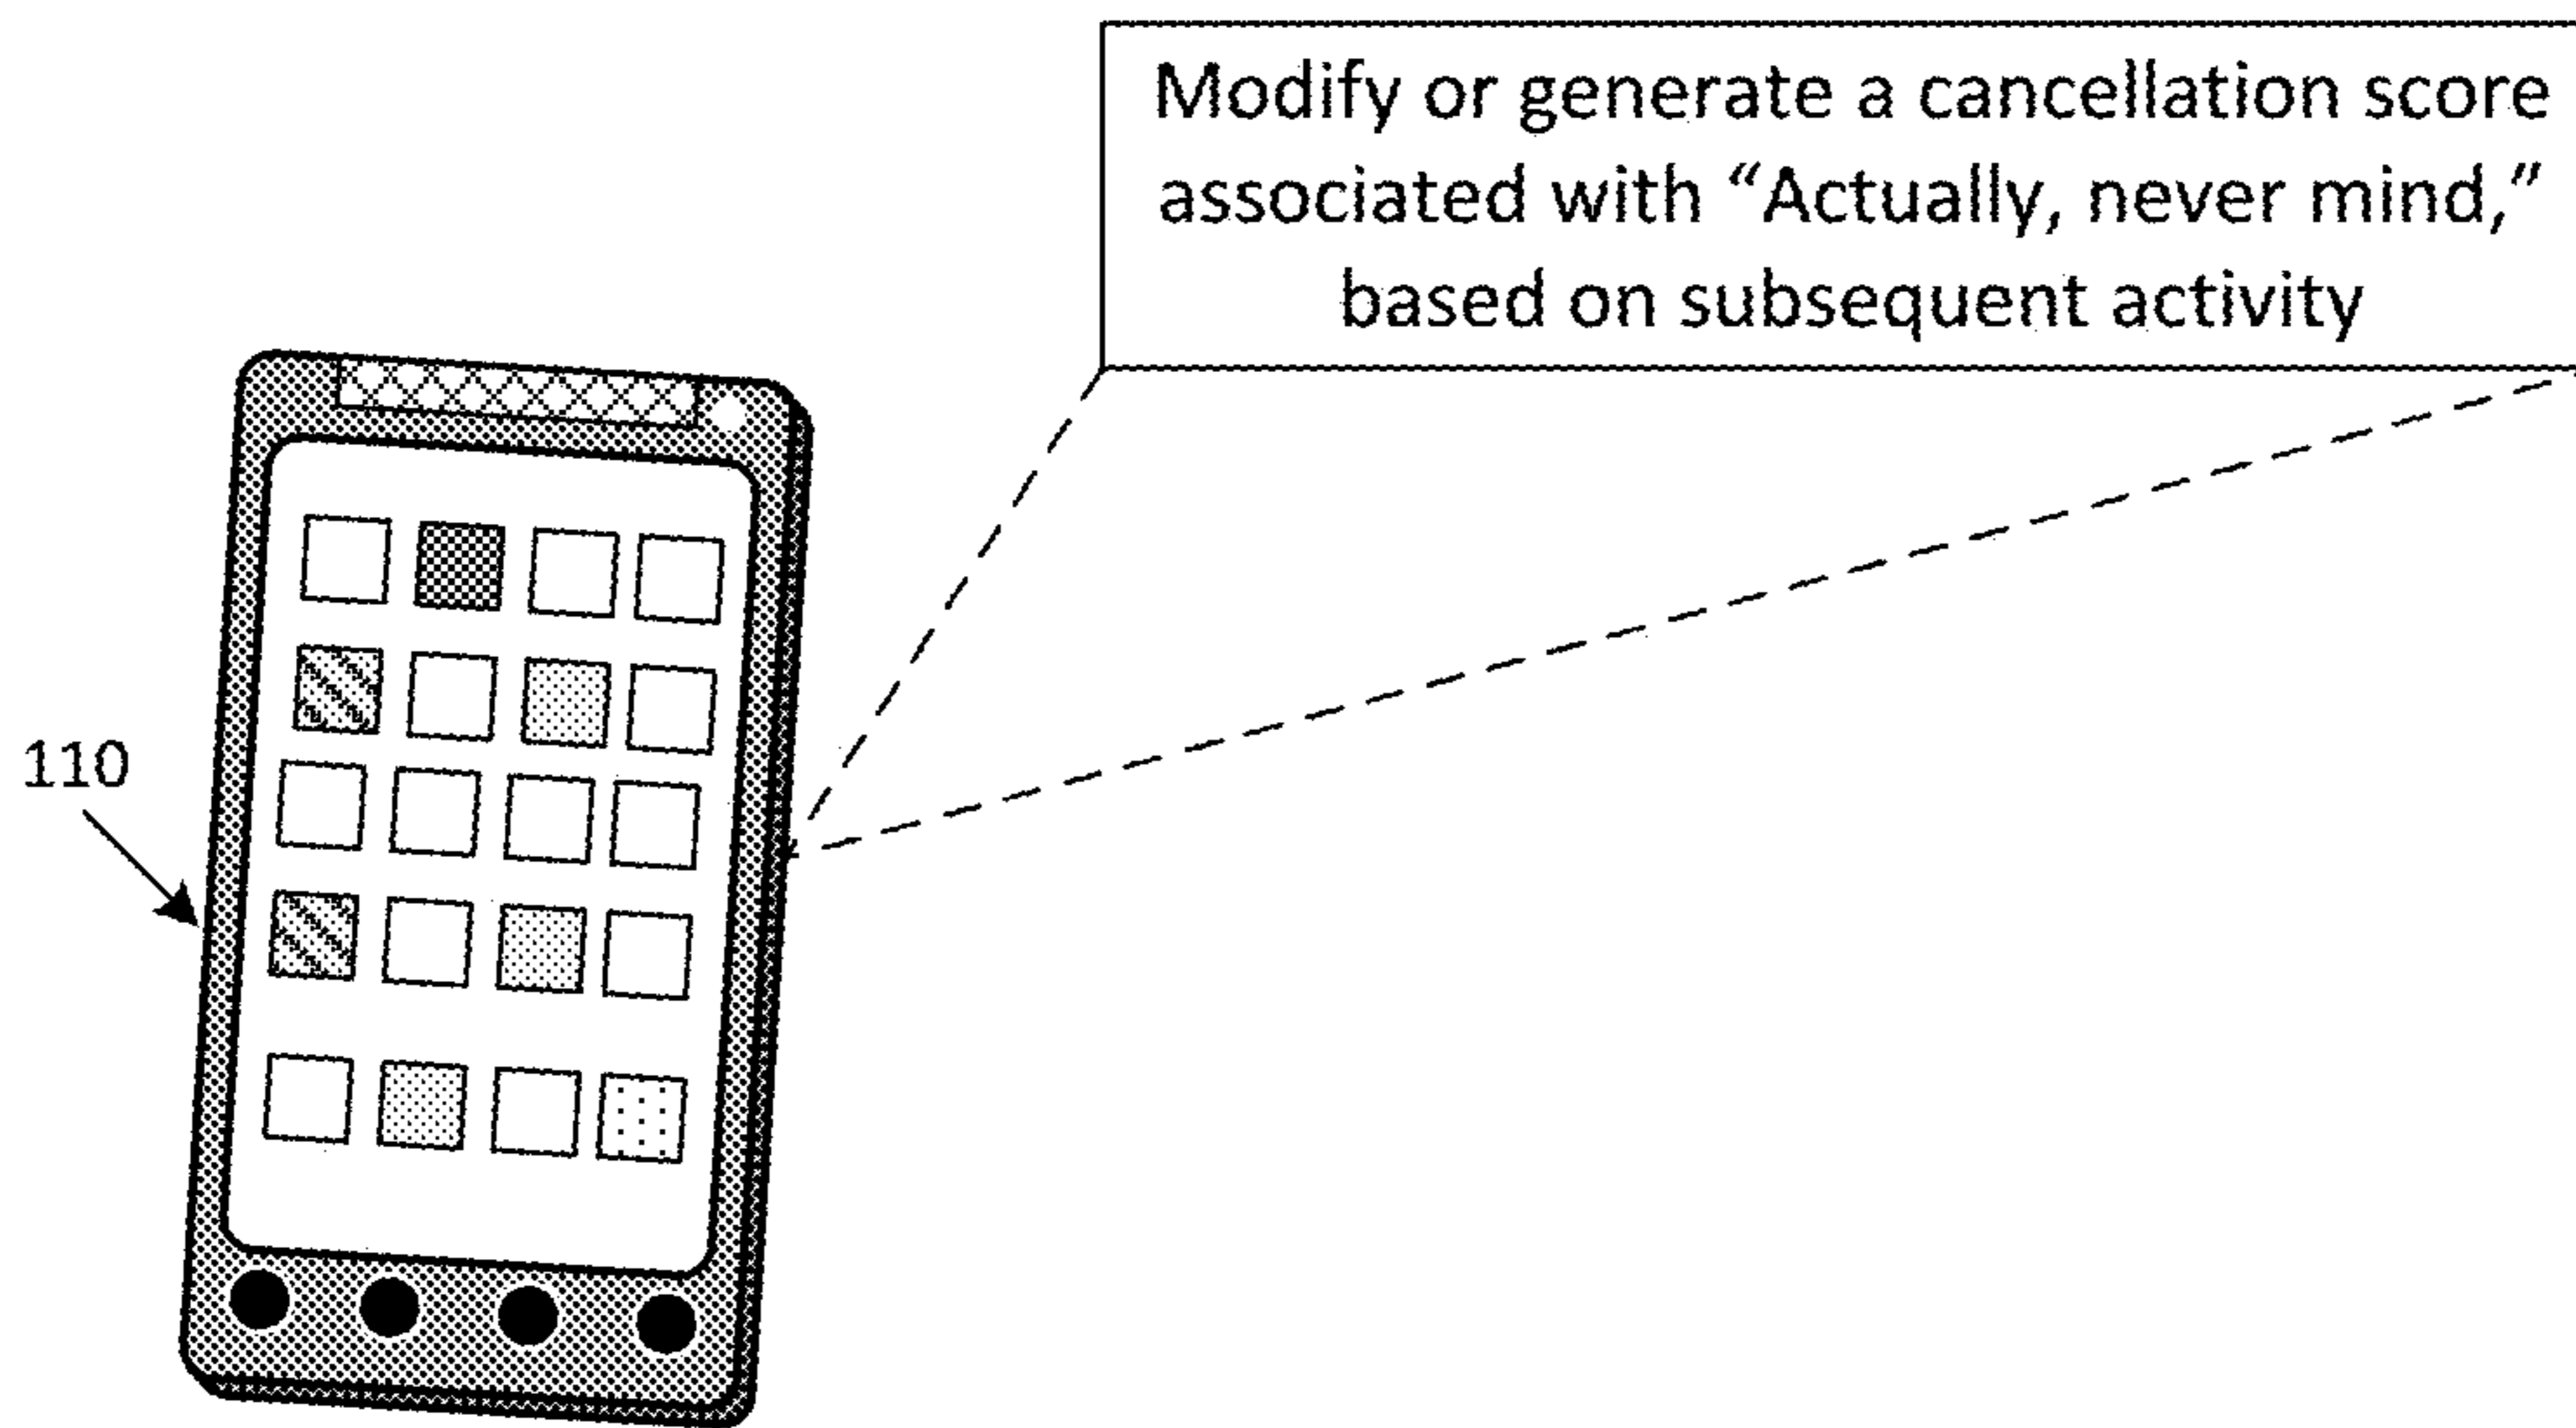 Modify or generate a cancellation score
associated with “Actually, never mind,”
based on subsequent activity
110